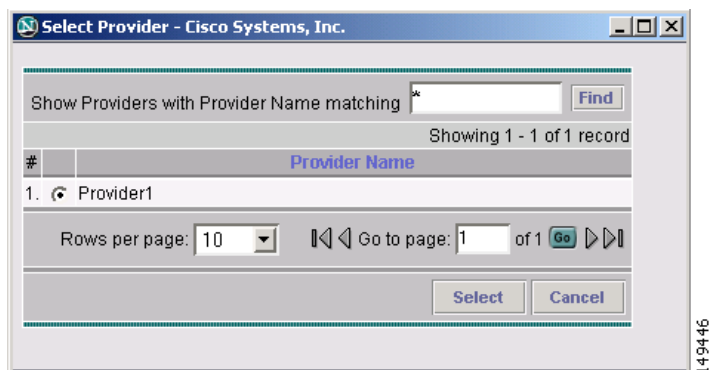 Select Provider - Cisco Systems, Inc.
Show Providers with Provider Name matching * Find
Showing 1 - 1 of 1 record
# Provider Name
1. Provider1
Rows per page: 10 Go to page: 1 of 1 Go
Select Cancel
149446